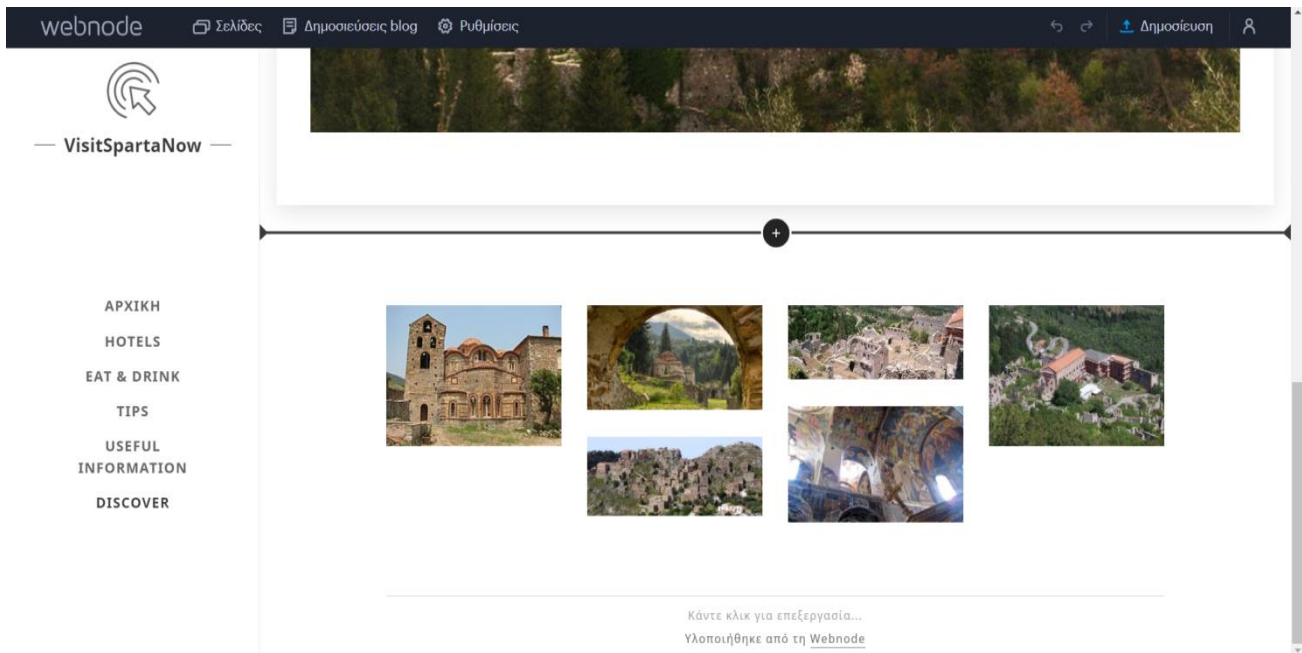 webnode Σελίδες Δημοσιεύσεις blog Ρυθμίσεις Δημοσίευση
VisitSpartaNow
ΑΡΧΙΚΗ
HOTELS
EAT & DRINK
TIPS
USEFUL
INFORMATION
DISCOVER
Κάντε κλικ για επεξεργασία...
Υλοποιήθηκε από τη Webnode